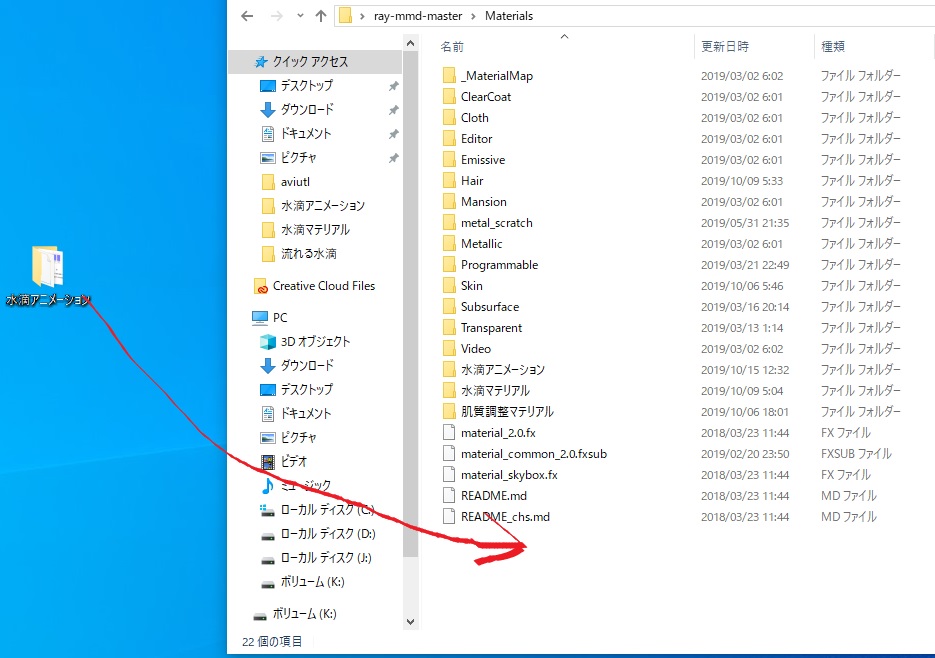 ray-mmd-master > Materials
水滴アニメーション
クイック アクセス
デスクトップ
ダウンロード
ドキュメント
ピクチャ
aviutl
水滴アニメーション
水滴マテリアル
流れる水滴
Creative Cloud Files
PC
3D オブジェクト
ダウンロード
デスクトップ
ドキュメント
ピクチャ
ビデオ
ミュージック
ローカル ディスク (C:)
ローカル ディスク (D:)
ローカル ディスク (J:)
ボリューム (K:)
ボリューム (K:)
22 個の項目
名前 更新日時 種類
_MaterialMap 2019/03/02 6:02 ファイル フォルダー
ClearCoat 2019/03/02 6:01 ファイル フォルダー
Cloth 2019/03/02 6:01 ファイル フォルダー
Editor 2019/03/02 6:01 ファイル フォルダー
Emissive 2019/03/02 6:01 ファイル フォルダー
Hair 2019/10/09 5:33 ファイル フォルダー
Mansion 2019/03/02 6:01 ファイル フォルダー
metal_scratch 2019/05/31 21:35 ファイル フォルダー
Metallic 2019/03/02 6:01 ファイル フォルダー
Programmable 2019/03/21 22:49 ファイル フォルダー
Skin 2019/10/06 5:46 ファイル フォルダー
Subsurface 2019/03/16 20:14 ファイル フォルダー
Transparent 2019/03/13 1:14 ファイル フォルダー
Video 2019/03/02 6:02 ファイル フォルダー
水滴アニメーション 2019/10/15 12:32 ファイル フォルダー
水滴マテリアル 2019/10/09 5:04 ファイル フォルダー
肌質調整マテリアル 2019/10/06 18:01 ファイル フォルダー
material_2.0.fx 2018/03/23 11:44 FX ファイル
material_common_2.0.fxsub 2019/02/20 23:50 FXSUB ファイル
material_skybox.fx 2018/03/23 11:44 FX ファイル
README.md 2018/03/23 11:44 MD ファイル
README_chs.md 2018/03/23 11:44 MD ファイル